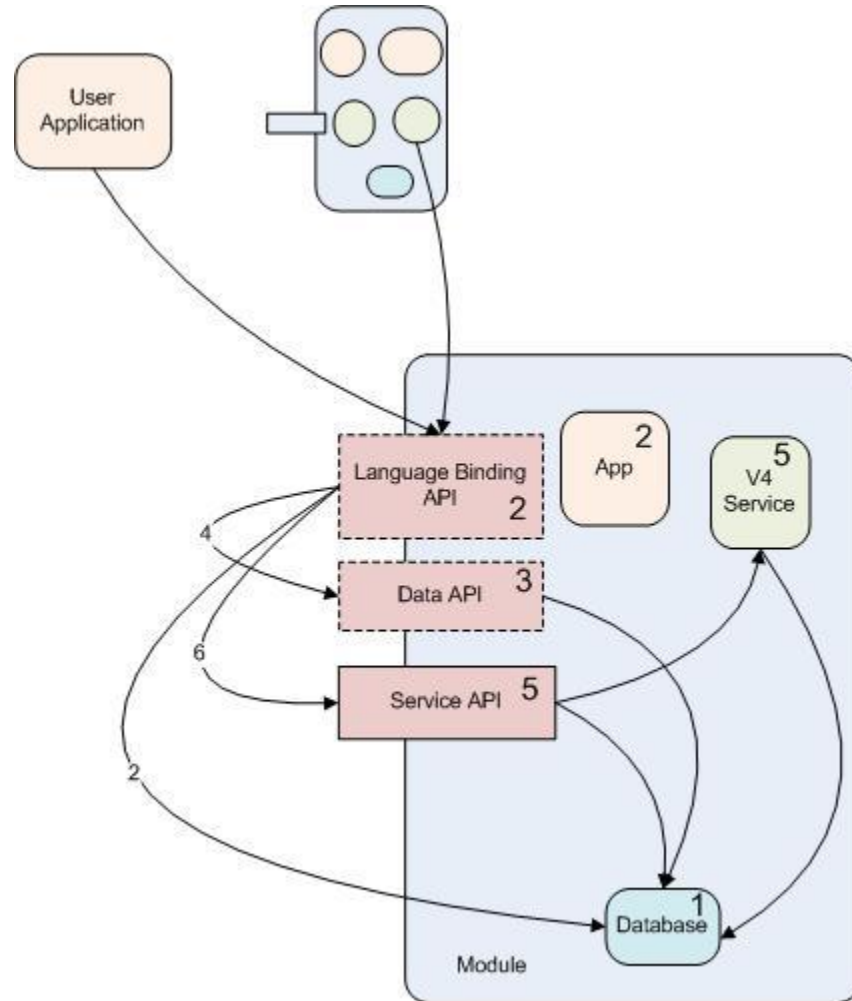 User
Application
2
App
5
V4
Service
Language Binding
API
2
4
3
Data API
6
5
Service API
2
1
Database
Module